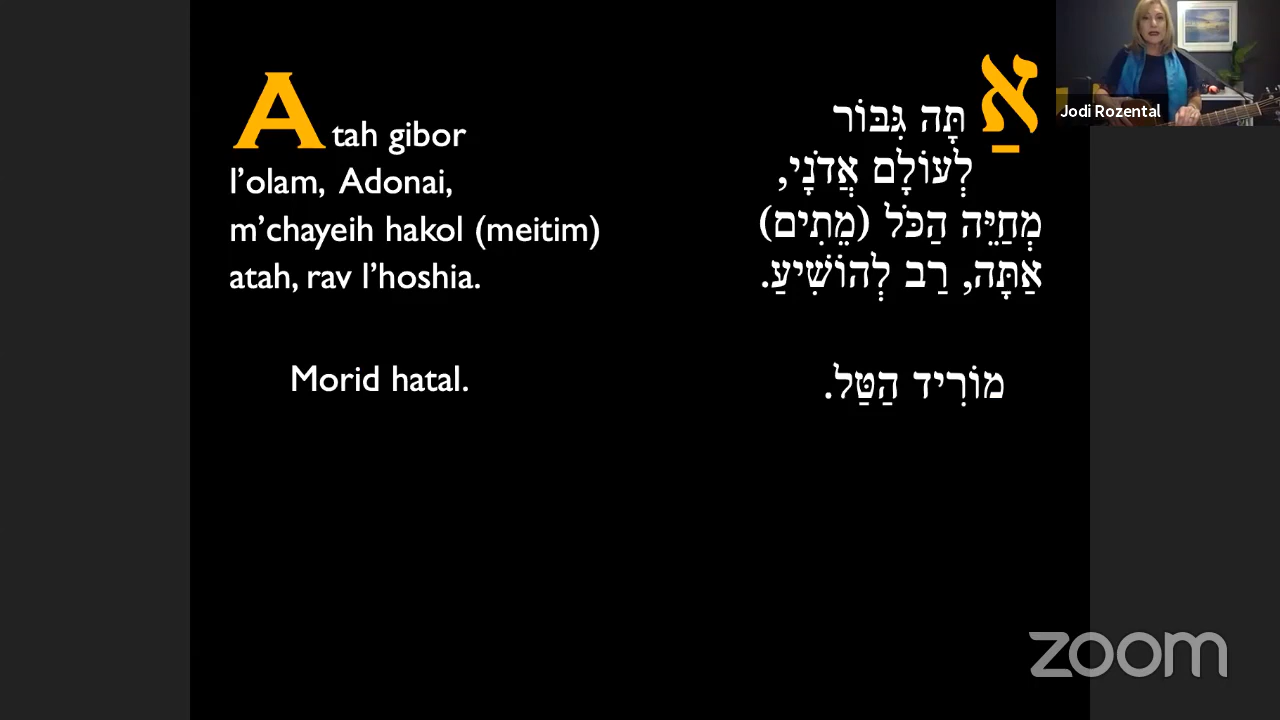 Atah gibor
l’olam, Adonai,
m’chayeih hakol (meitim)
atah, rav l’hoshia.
Morid hatal.
אַתָּה גִּבּוֹר
לְעוֹלָם אֲדֹנָי,
מְחַיֵּה הַכֹּל (מֵתִים)
אַתָּה, רַב לְהוֹשִׁיעַ.
מוֹרִיד הַטַּל.
Jodi Rozental
zoom